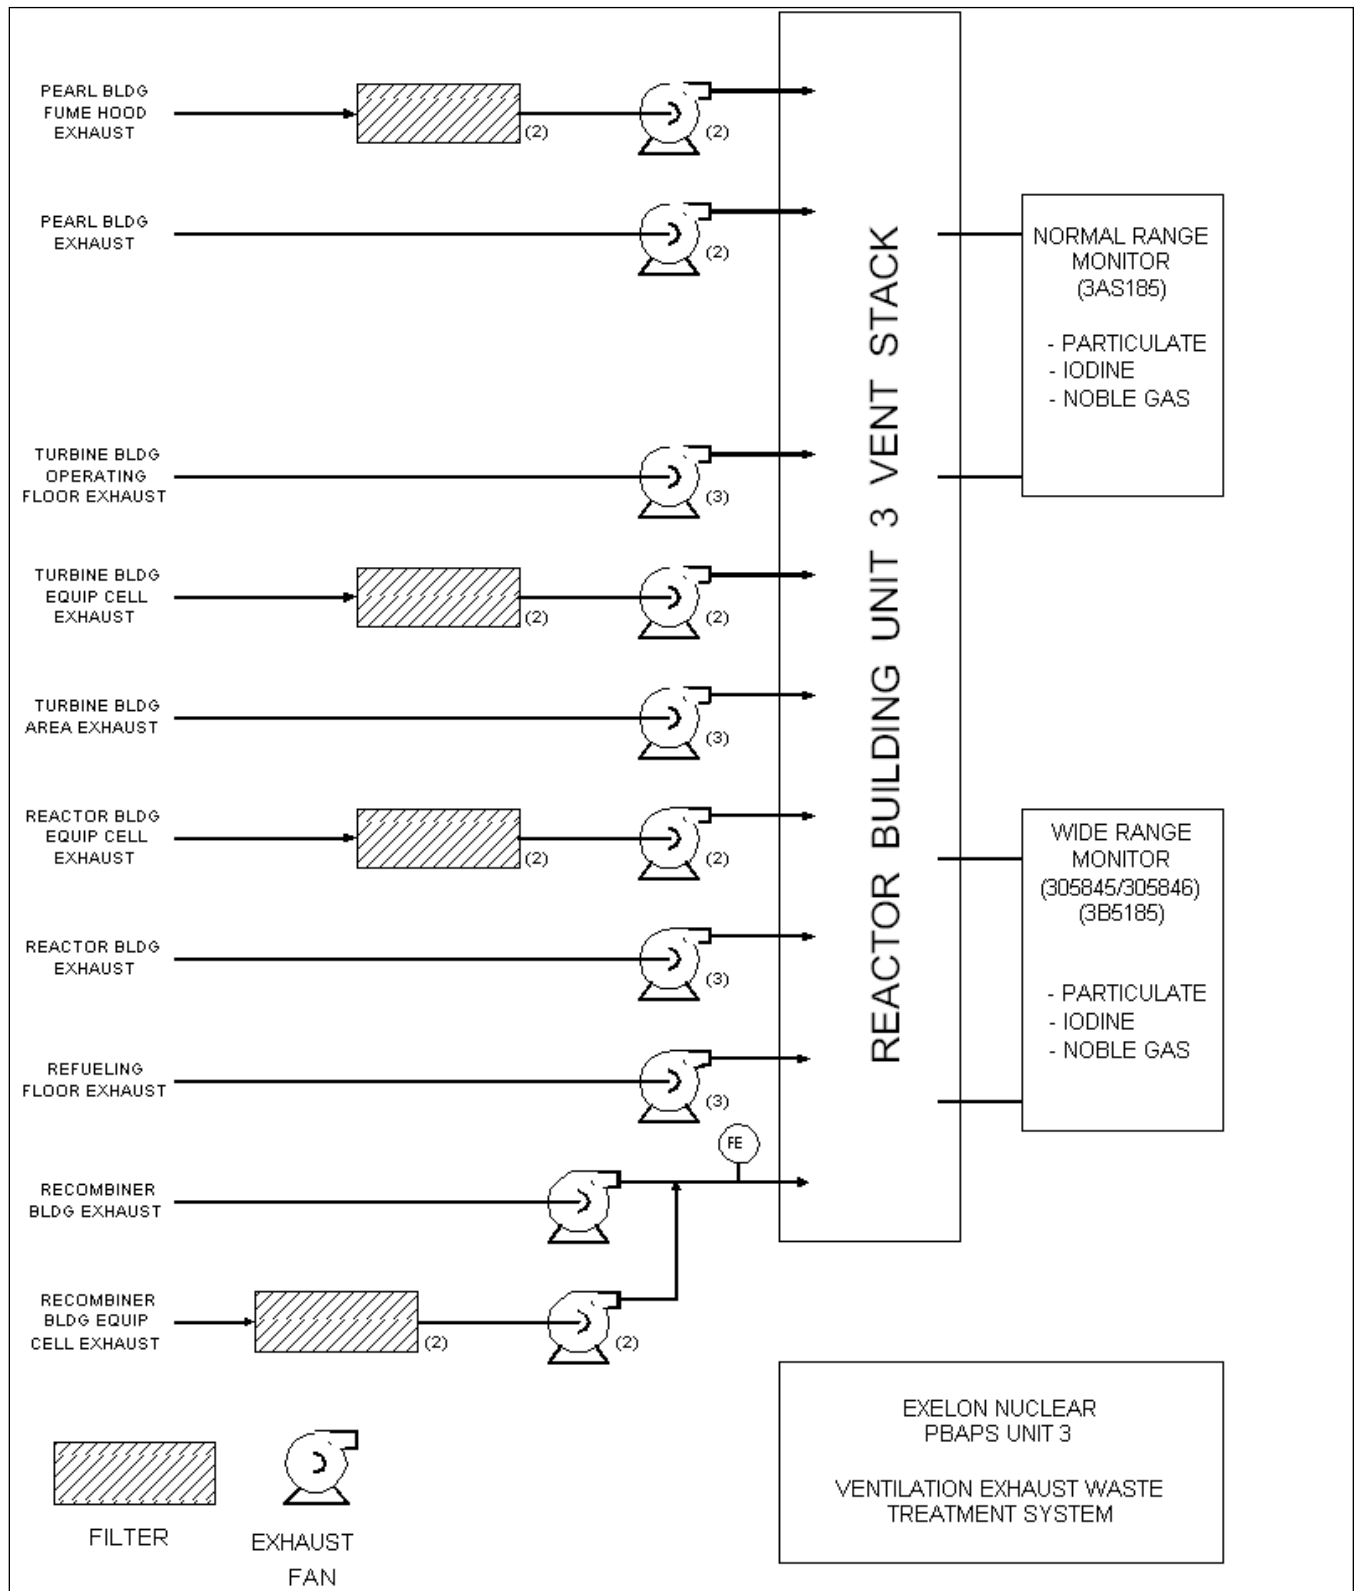 PEARL BLDG
FUME HOOD
EXHAUST
(2)
(2)
PEARL BLDG
EXHAUST
(2)
TURBINE BLDG
OPERATING
FLOOR EXHAUST
(3)
TURBINE BLDG
EQUIP CELL
EXHAUST
(2)
(2)
TURBINE BLDG
AREA EXHAUST
(3)
REACTOR BLDG
EQUIP CELL
EXHAUST
(2)
(2)
REACTOR BLDG
EXHAUST
(3)
REFUELING
FLOOR EXHAUST
(3)
FE
RECOMBINER
BLDG EXHAUST
RECOMBINER
BLDG EQUIP
CELL EXHAUST
(2)
(2)
REACTOR BUILDING UNIT 3 VENT STACK
NORMAL RANGE
MONITOR
(3AS185)
- PARTICULATE
- IODINE
- NOBLE GAS
WIDE RANGE
MONITOR
(305845/305846)
(3B5185)
- PARTICULATE
- IODINE
- NOBLE GAS
FILTER
EXHAUST
FAN
EXELON NUCLEAR
PBAPS UNIT 3
VENTILATION EXHAUST WASTE
TREATMENT SYSTEM